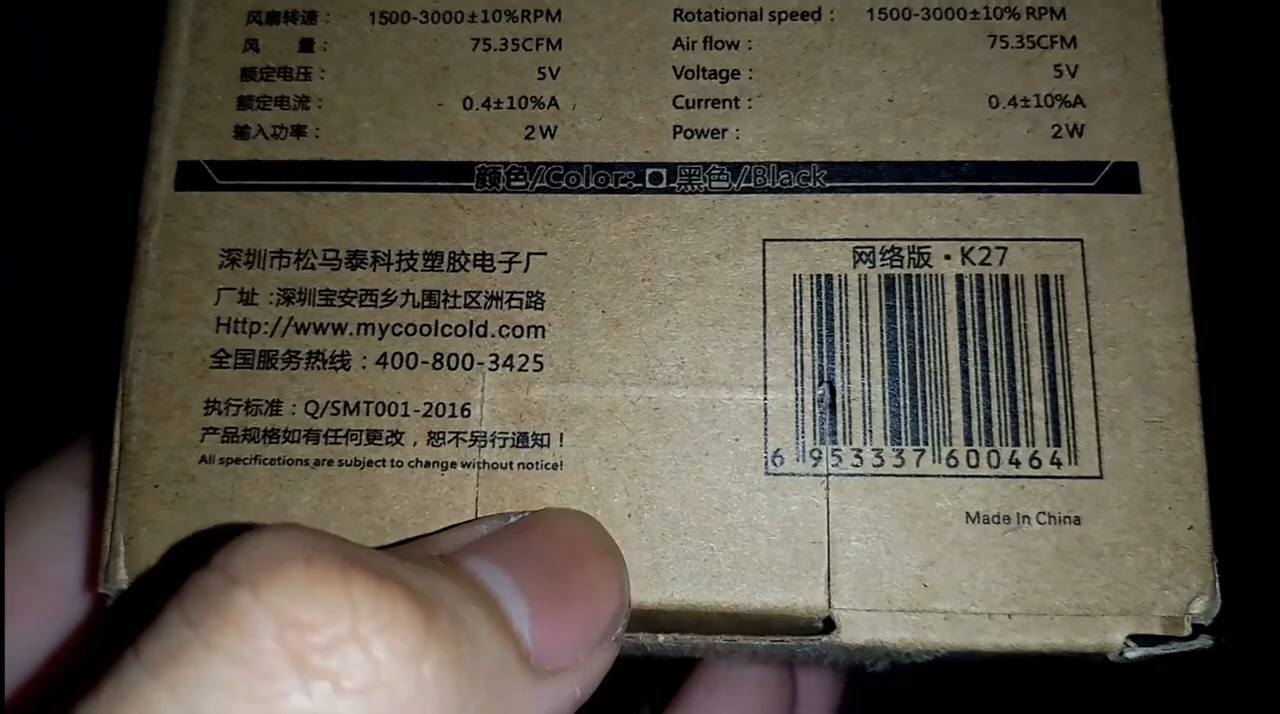 风扇转速： 1500-3000±10%RPM
风 量： 75.35CFM
额定电压： 5V
额定电流： 0.4±10%A
输入功率： 2W
Rotational speed： 1500-3000±10% RPM
Air flow： 75.35CFM
Voltage： 5V
Current： 0.4±10%A
Power： 2W
颜色/Color: 黑色/Black
深圳市松马泰科技塑胶电子厂
厂址：深圳宝安西乡九围社区洲石路
Http://www.mycoolcold.com
全国服务热线：400-800-3425
执行标准：Q/SMT001-2016
产品规格如有任何更改，恕不另行通知！
All specifications are subject to change without notice!
网络版·K27
6 953337 600464
Made In China